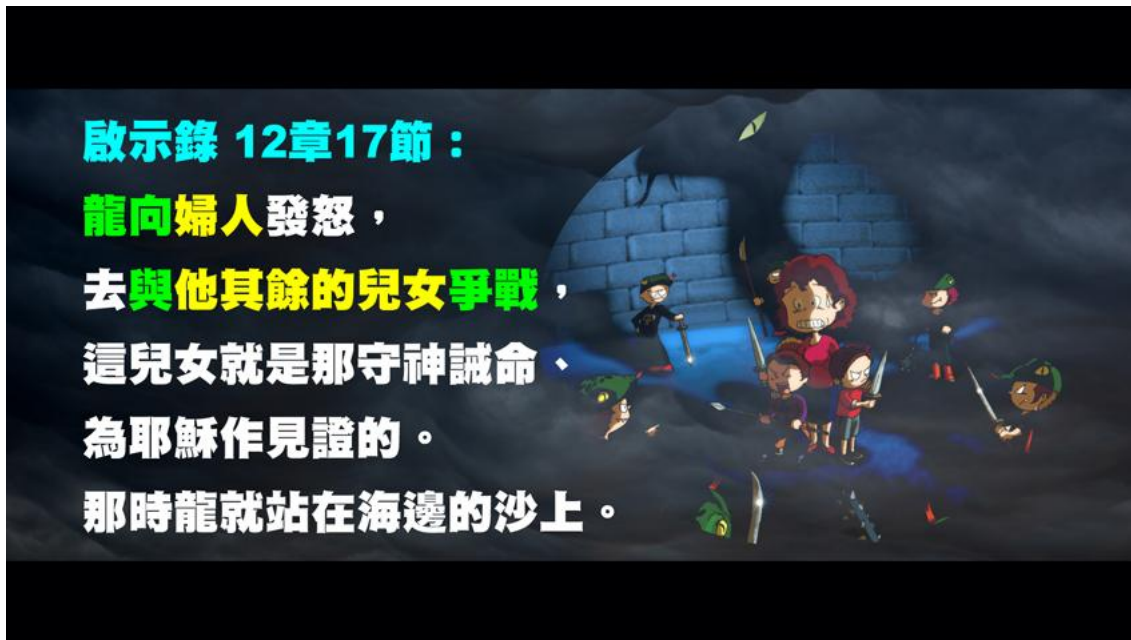 啟示錄 12章17節：
龍向婦人發怒，
去與他其餘的兒女爭戰，
這兒女就是那守神誡命、
為耶穌作見證的。
那時龍就站在海邊的沙上。